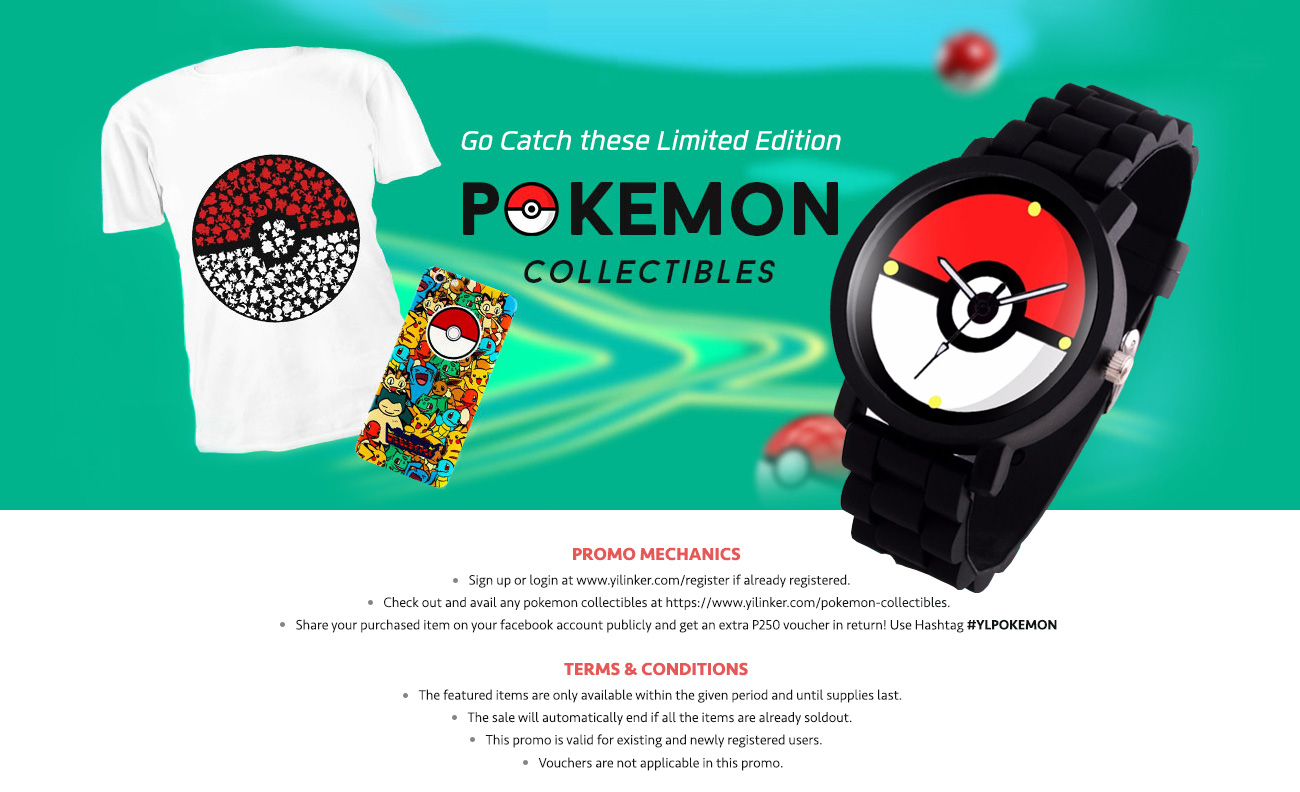 Go Catch these Limited Edition
POKEMON
COLLECTIBLES
PROMO MECHANICS
• Sign up or login at www.yilinker.com/register if already registered.
• Check out and avail any pokemon collectibles at https://www.yilinker.com/pokemon-collectibles.
• Share your purchased item on your facebook account publicly and get an extra P250 voucher in return! Use Hashtag #YLPOKEMON
TERMS & CONDITIONS
• The featured items are only available within the given period and until supplies last.
• The sale will automatically end if all the items are already soldout.
• This promo is valid for existing and newly registered users.
• Vouchers are not applicable in this promo.